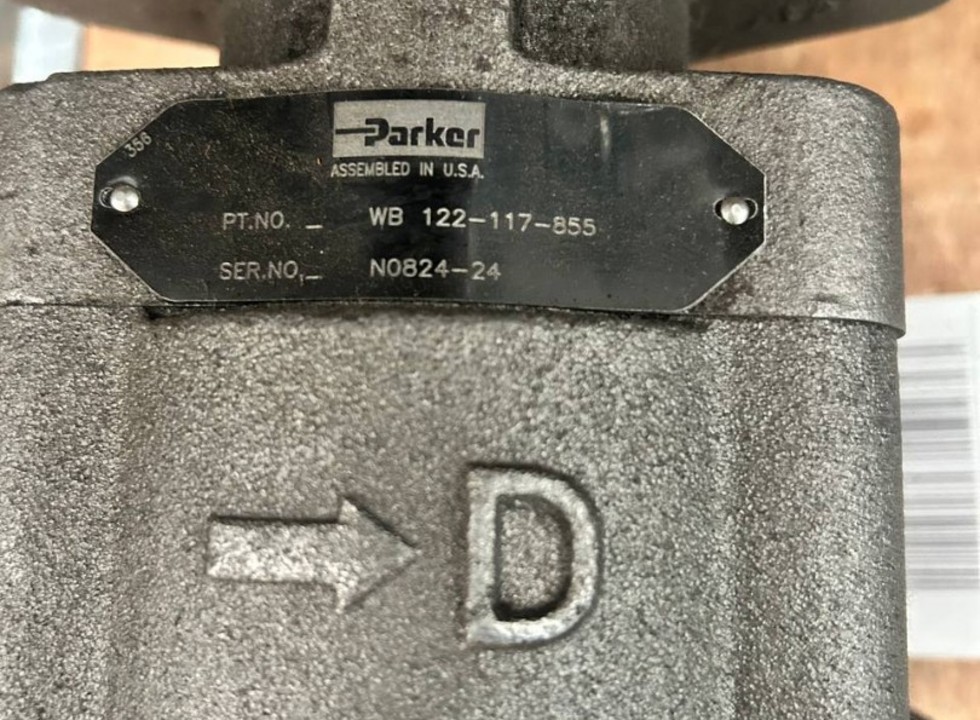 356
Parker
ASSEMBLED IN U.S.A.
PT.NO. _ WB 122-117-855
SER.NO._ N0824-24
D